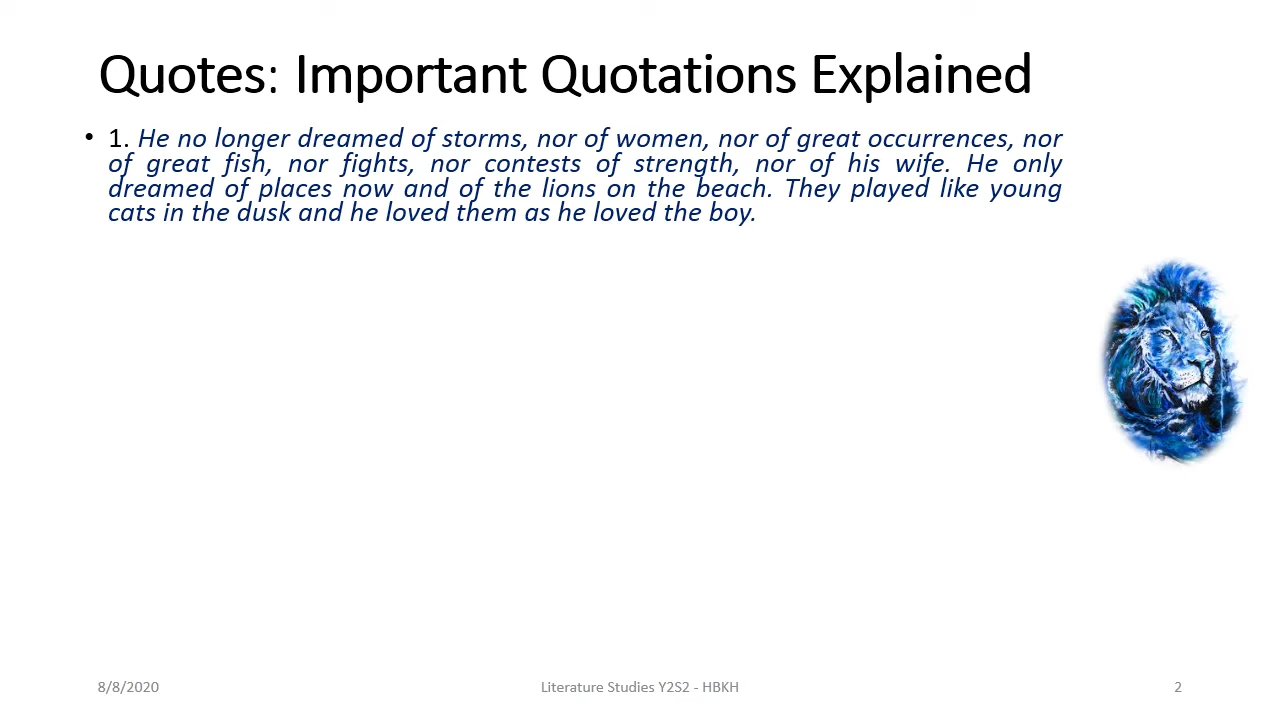 Quotes: Important Quotations Explained
• 1. He no longer dreamed of storms, nor of women, nor of great occurrences, nor
of great fish, nor fights, nor contests of strength, nor of his wife. He only
dreamed of places now and of the lions on the beach. They played like young
cats in the dusk and he loved them as he loved the boy.
8/8/2020
Literature Studies Y2S2 - HBKH
2